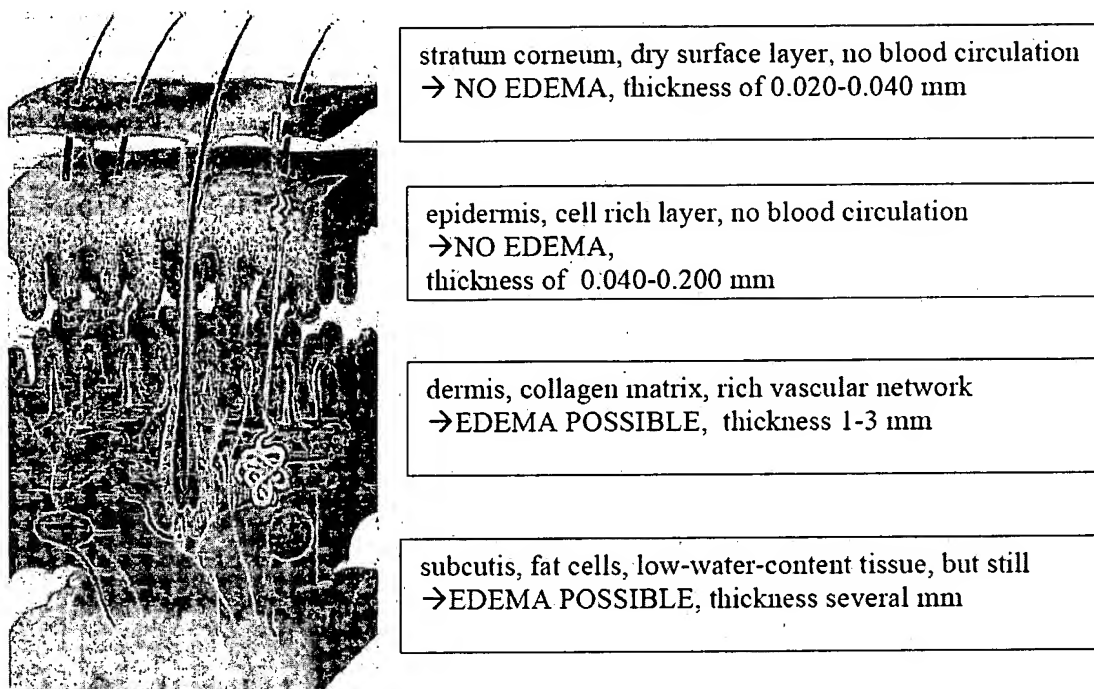 stratum corneum, dry surface layer, no blood circulation
→ NO EDEMA, thickness of 0.020-0.040 mm
epidermis, cell rich layer, no blood circulation
→NO EDEMA,
thickness of 0.040-0.200 mm
dermis, collagen matrix, rich vascular network
→EDEMA POSSIBLE, thickness 1-3 mm
subcutis, fat cells, low-water-content tissue, but still
→EDEMA POSSIBLE, thickness several mm